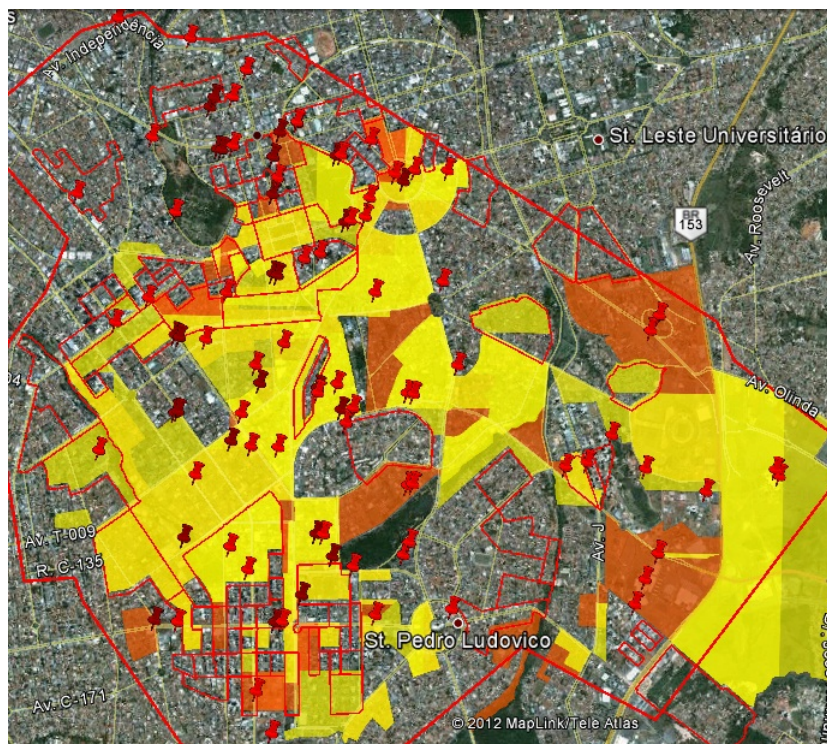 Av. Independência
St. Leste Universitário
BR
153
Av. Roosevelt
Av. Olinda
Av. T-009
R. C-135
Av. J
St. Pedro Ludovico
Av. C-171
© 2012 MapLink/Tele Atlas